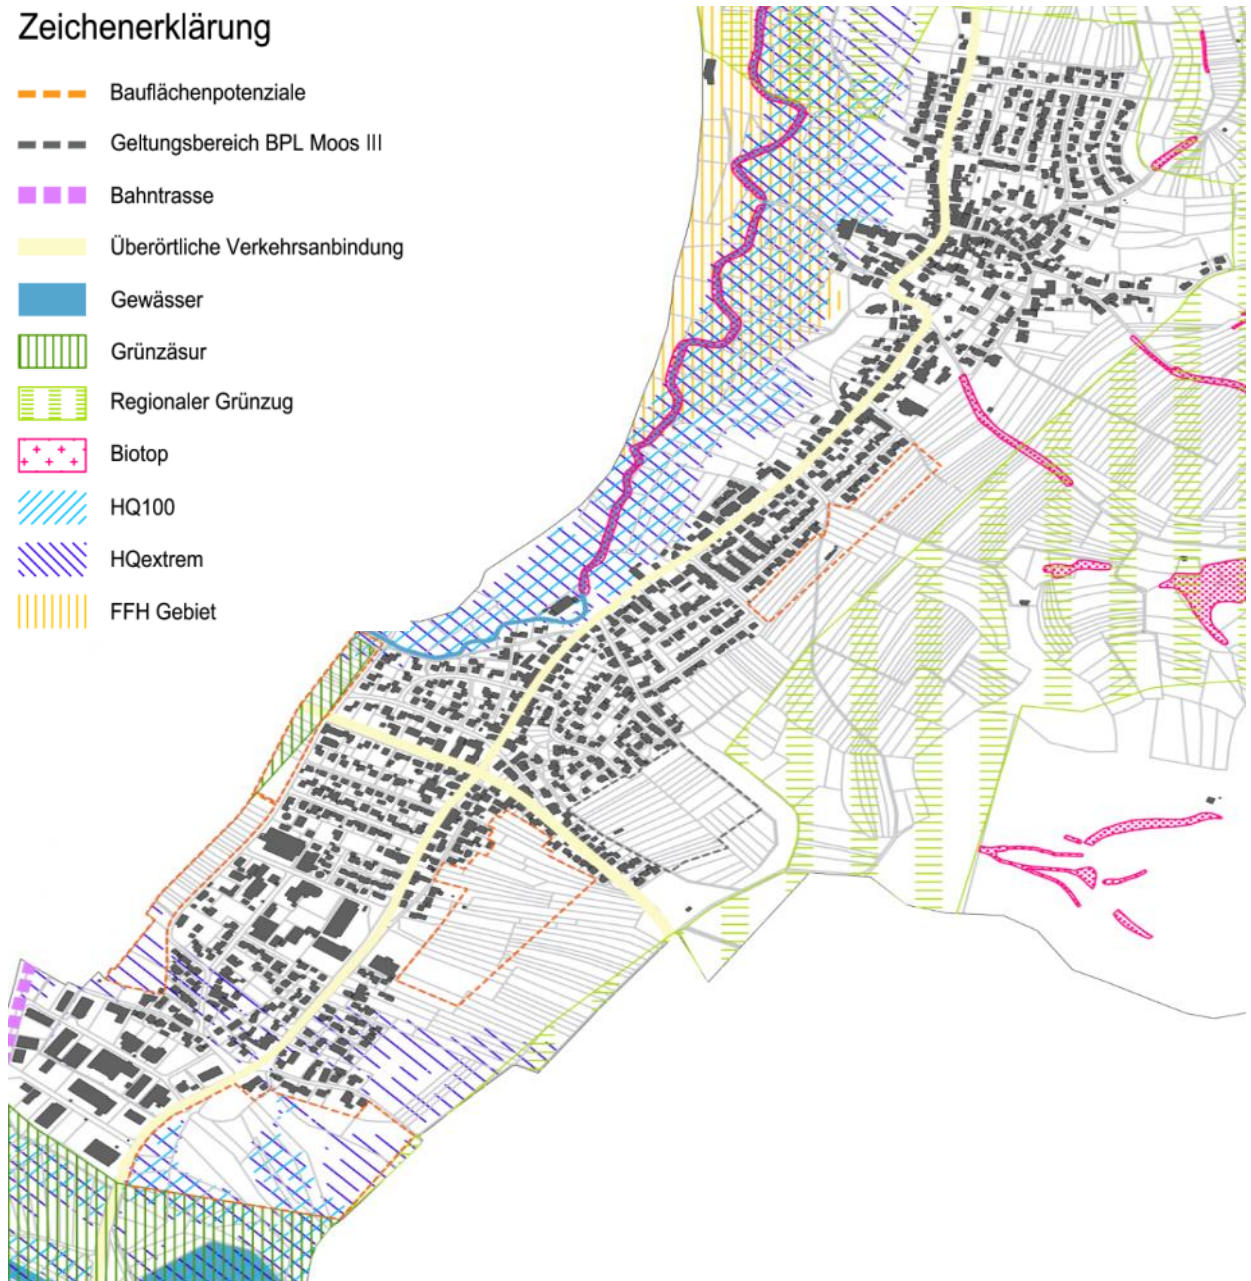 Zeichenerklärung
Bauflächenpotenziale
Geltungsbereich BPL Moos III
Bahntrasse
Überörtliche Verkehrsanbindung
Gewässer
Grünzäsur
Regionaler Grünzug
Biotop
HQ100
HQextrem
FFH Gebiet